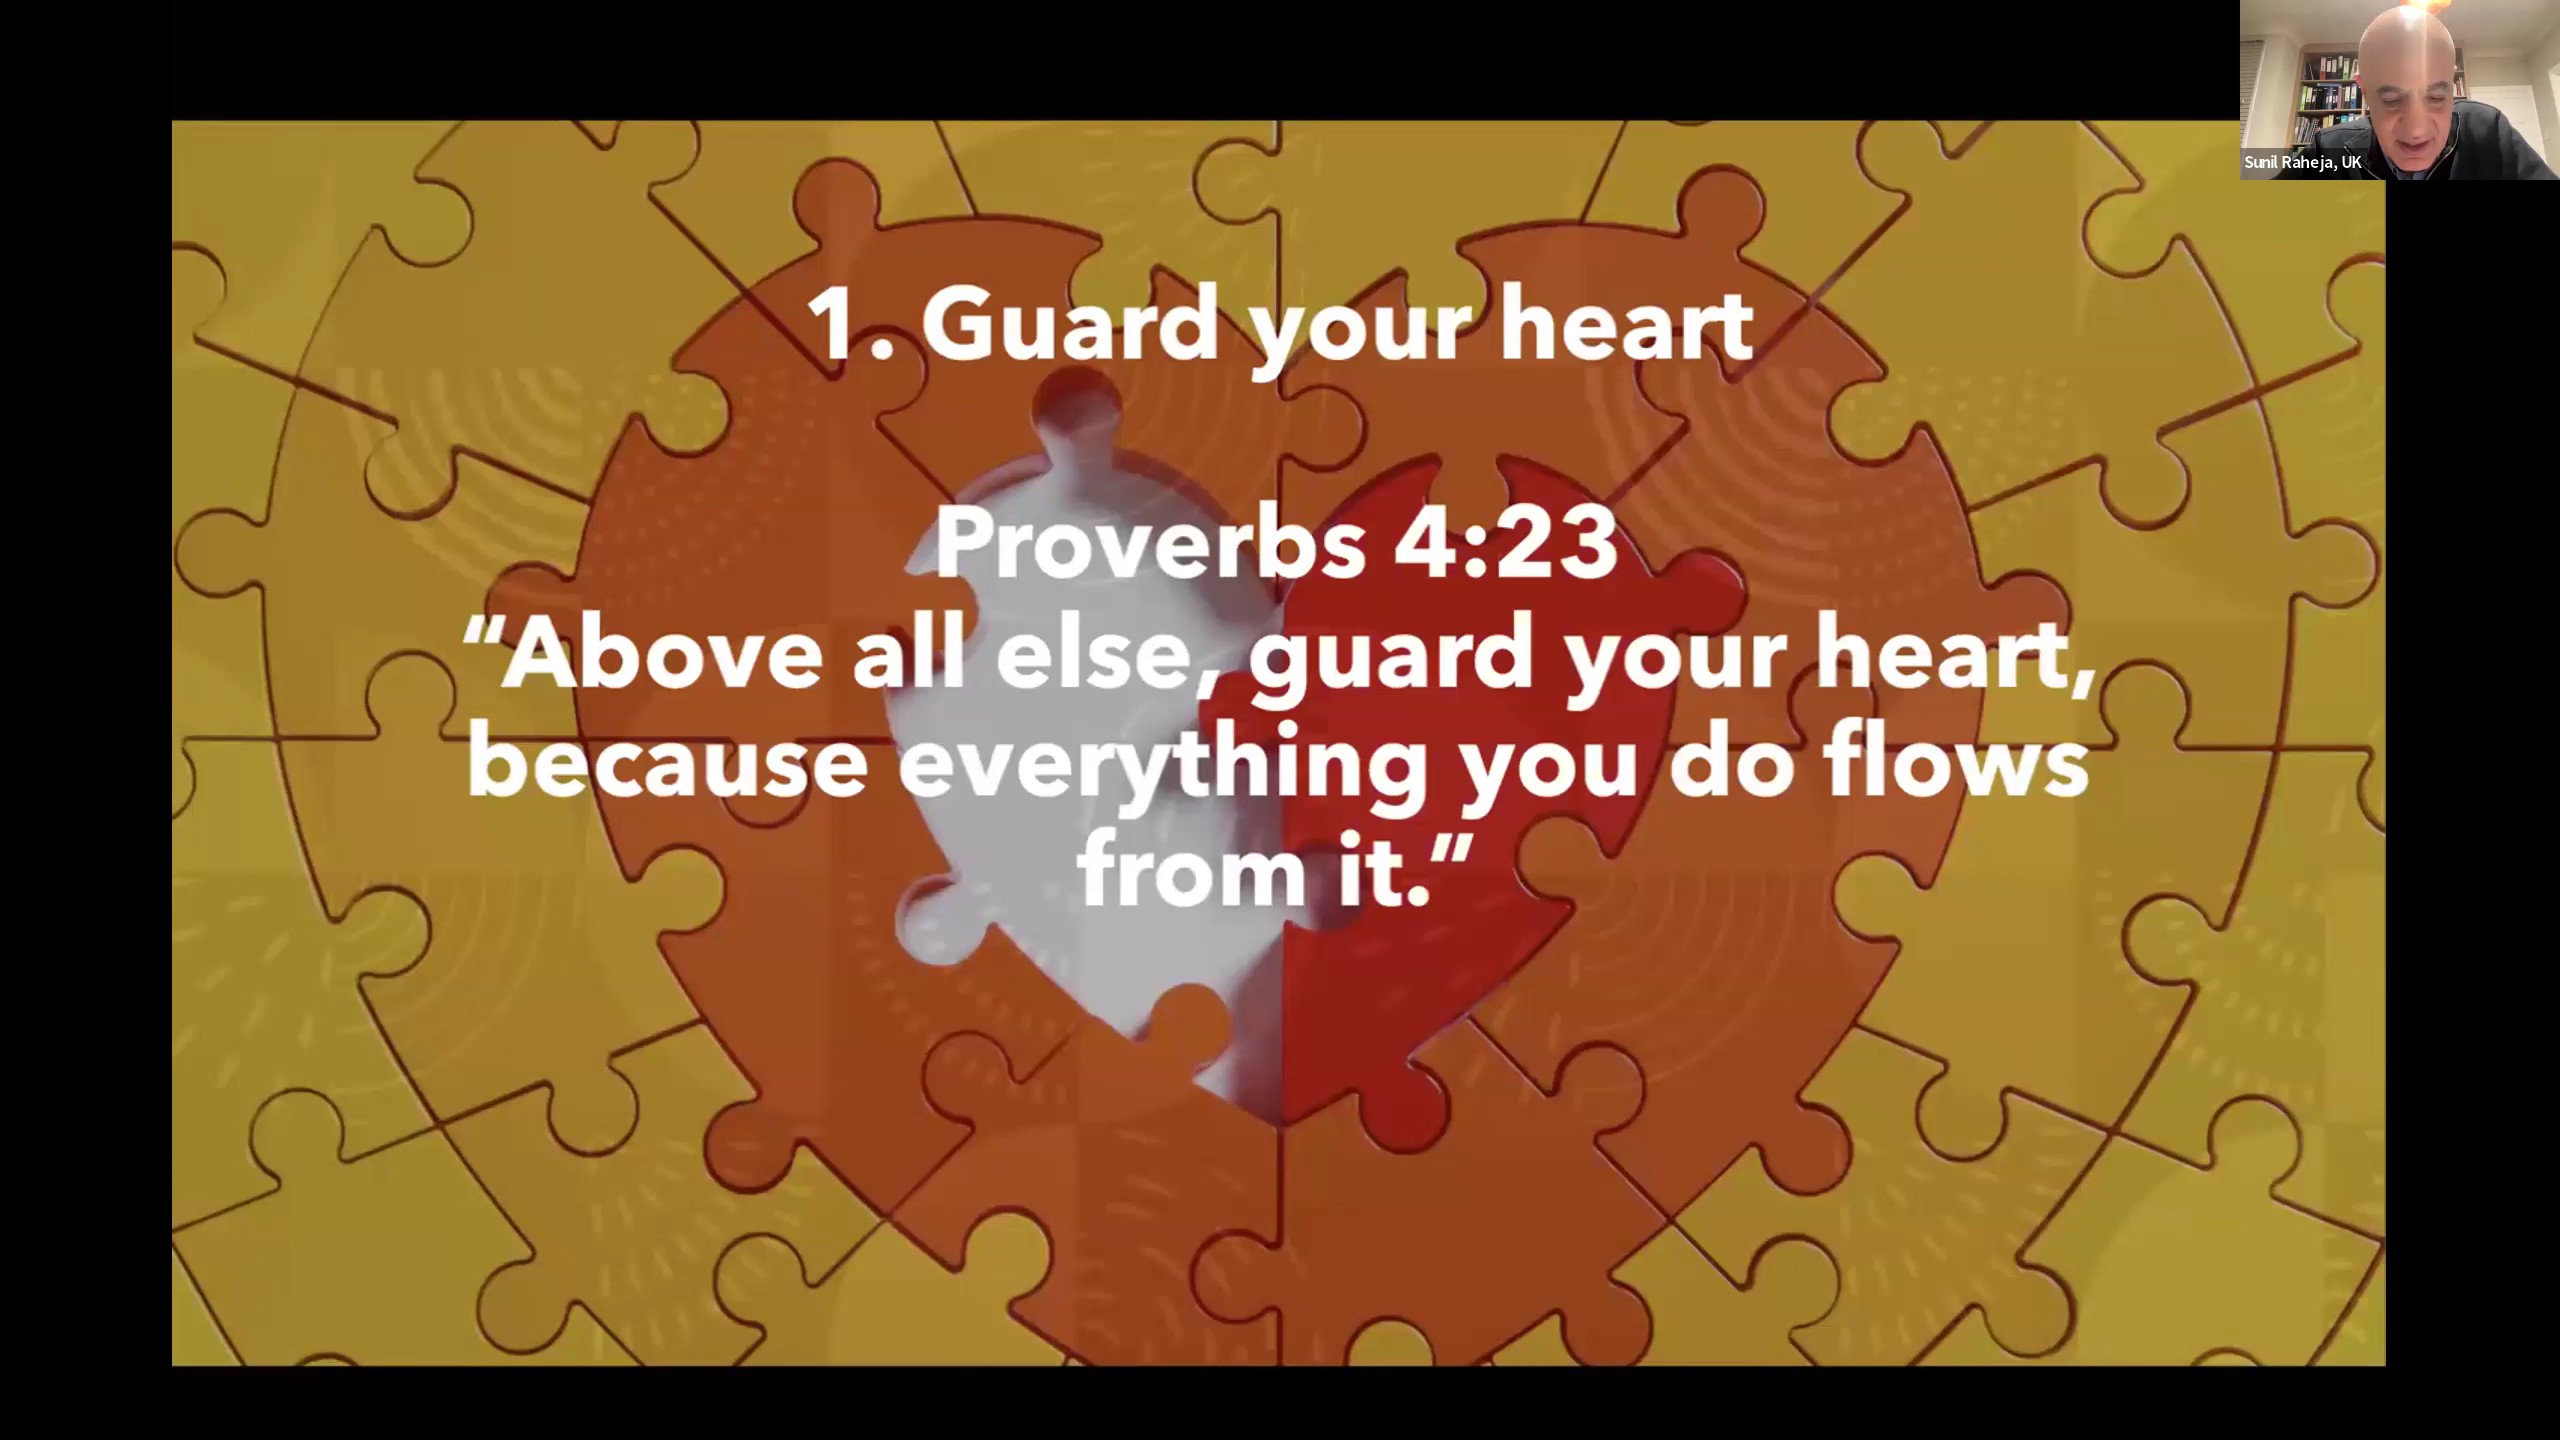 Sunil Raheja, UK
1. Guard your heart
Proverbs 4:23
“Above all else, guard your heart,
because everything you do flows
from it.”